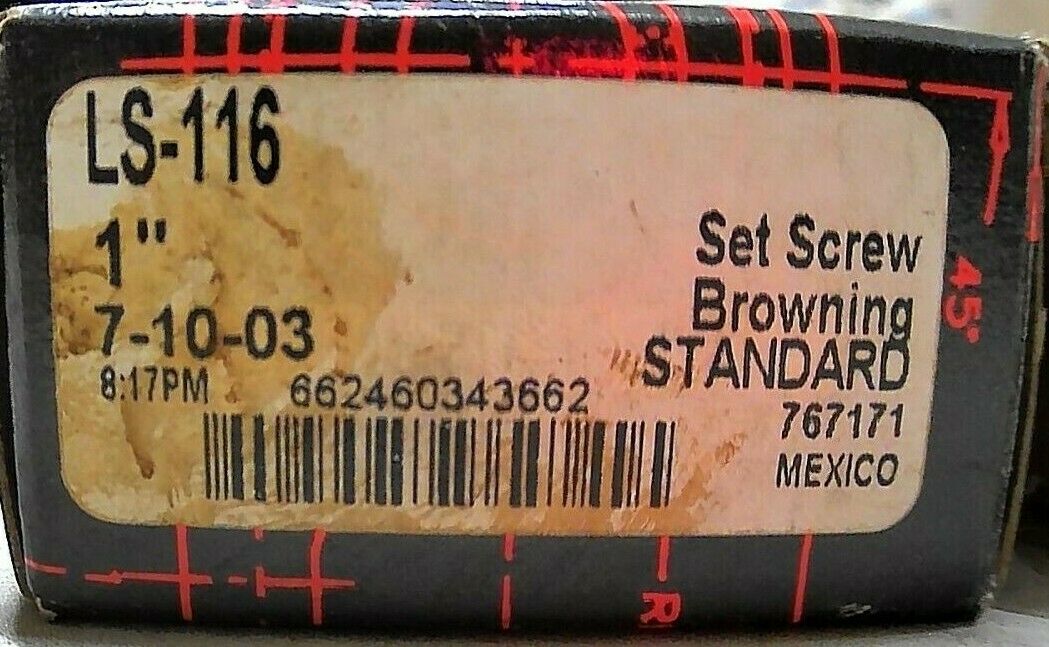 LS-116
1"
7-10-03
8:17PM
662460343662
Set Screw
Browning
STANDARD
767171
MEXICO
45°
R